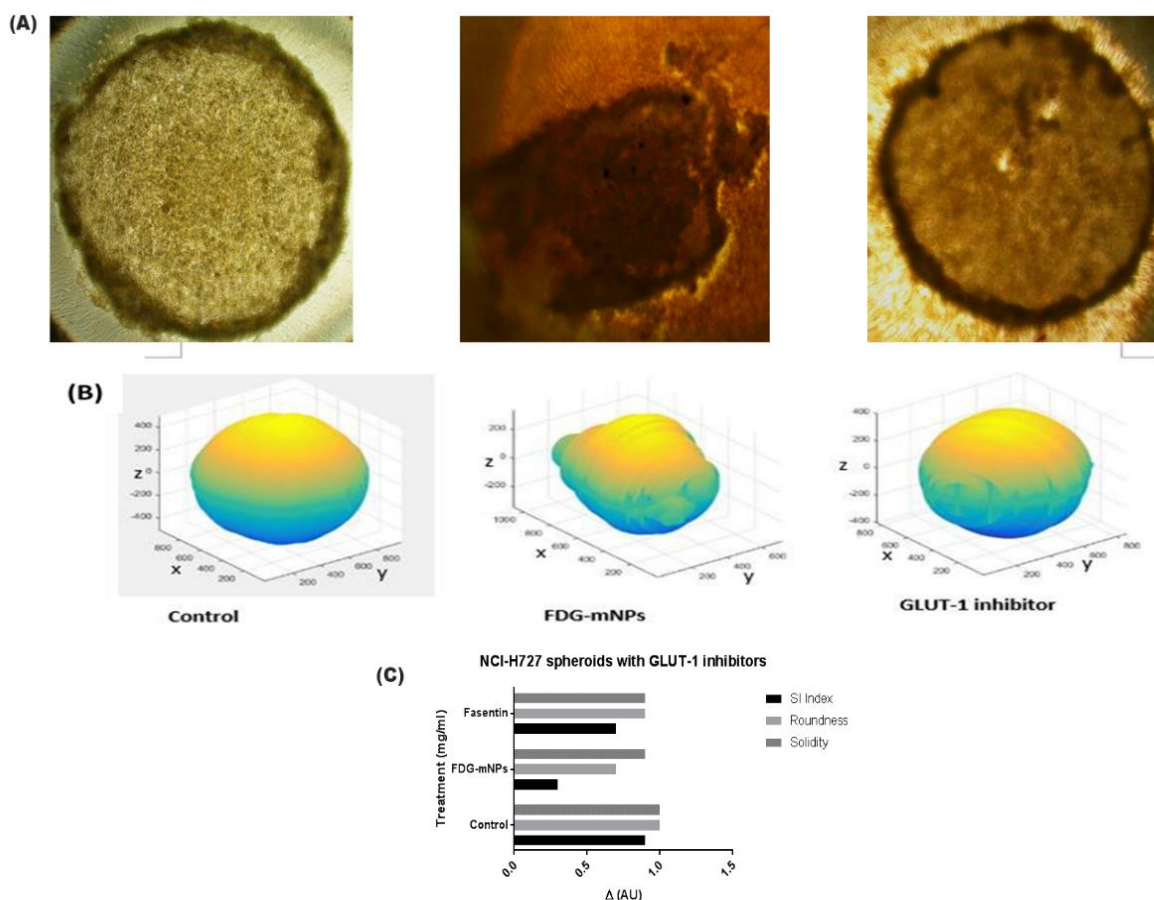 (A)
(B)
400
200
z 0
-200
-400
800
600
400
200
x
200
400
600
800
y
Control
200
z 0
-200
1000
800
600
400
200
x
200
400
600
y
FDG-mNPs
400
200
z 0
-200
-400
800
600
400
200
x
200
400
600
800
y
GLUT-1 inhibitor
(C)
NCI-H727 spheroids with GLUT-1 inhibitors
Treatment (mg/ml)
Fasentin
FDG-mNPs
Control
0.0
0.5
1.0
1.5
Δ (AU)
SI Index
Roundness
Solidity